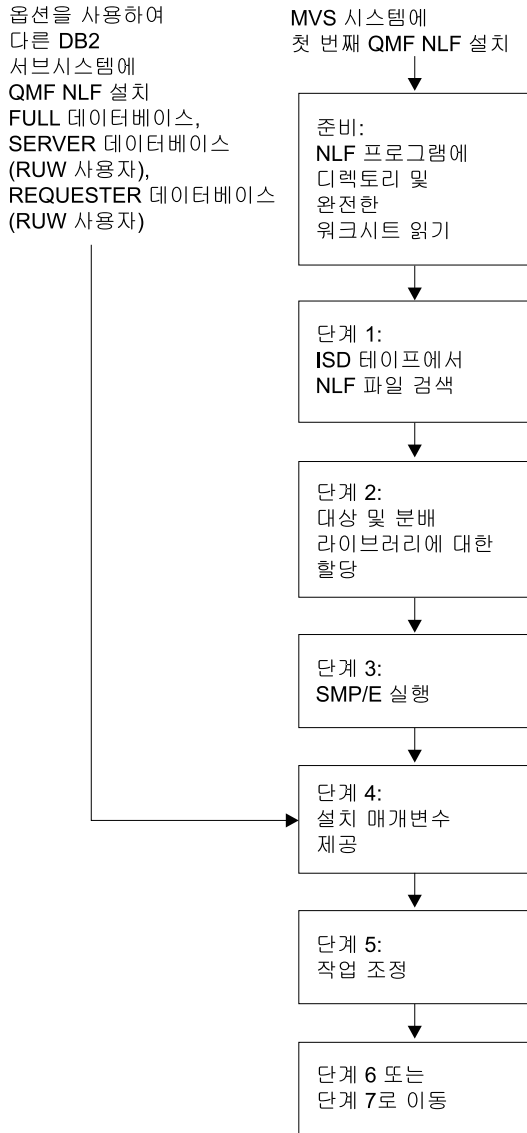 옵션을 사용하여
다른 DB2
서브시스템에
QMF NLF 설치
FULL 데이터베이스,
SERVER 데이터베이스
(RUW 사용자),
REQUESTER 데이터베이스
(RUW 사용자)
MVS 시스템에
첫 번째 QMF NLF 설치
준비:
NLF 프로그램에
디렉토리 및
완전한
워크시트 읽기
단계 1:
ISD 테이프에서
NLF 파일 검색
단계 2:
대상 및 분배
라이브러리에 대한
할당
단계 3:
SMP/E 실행
단계 4:
설치 매개변수
제공
단계 5:
작업 조정
단계 6 또는
단계 7로 이동